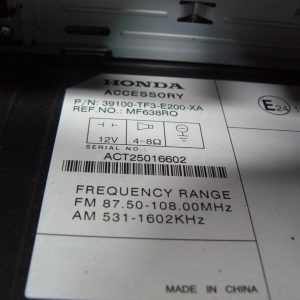 HONDA
ACCESSORY
P/N: 39100-TF3-E200-XA
REF.NO.: MF638RO
12V 4~8Ω
SERIAL NO.
ACT25016602
E24
FREQUENCY RANGE
FM 87.50-108.00MHz
AM 531-1602KHz
MADE IN CHINA